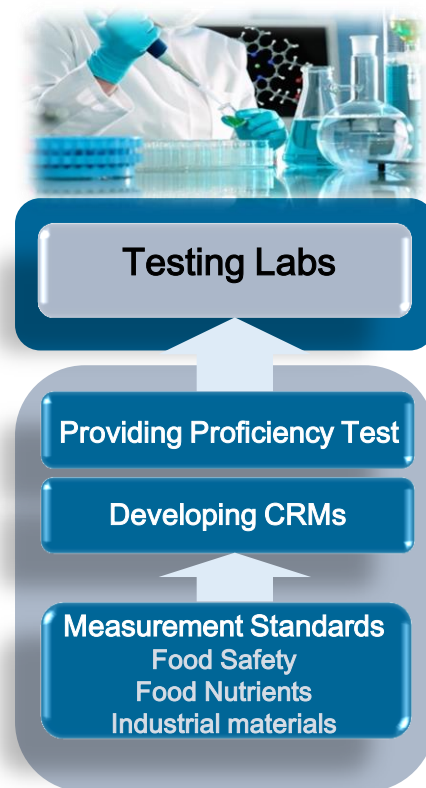 Testing Labs
Providing Proficiency Test
Developing CRMs
Measurement Standards
Food Safety
Food Nutrients
Industrial materials